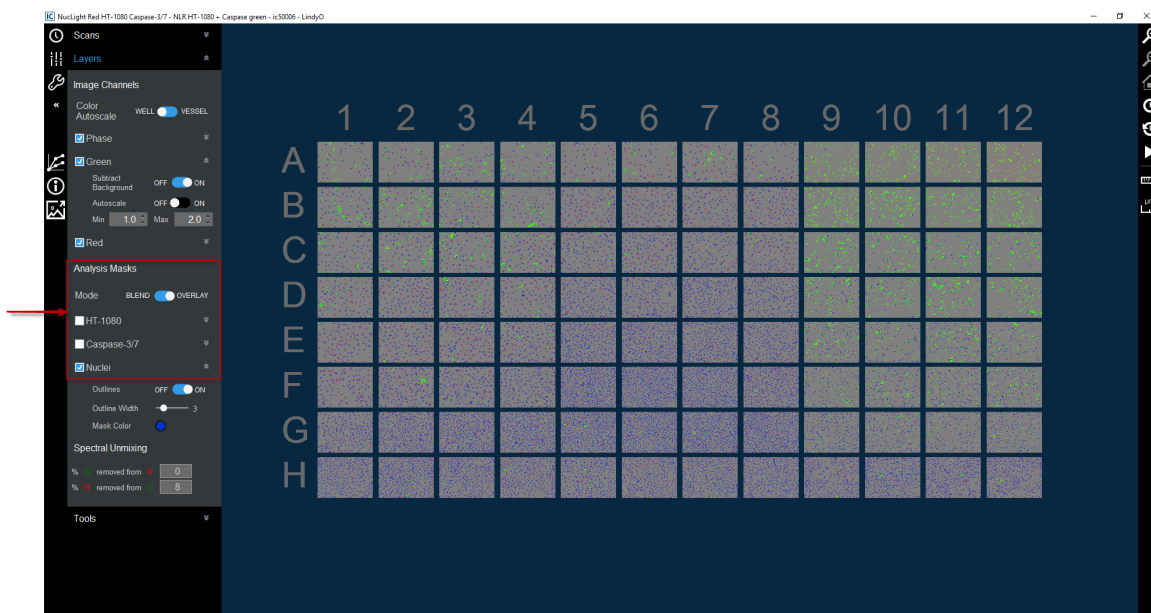 IC NucLight Red HT-1080 Caspase-3/7 - NLR HT-1080 + Caspase green - ic50006 - LindyO
Scans
Layers
Image Channels
Color Autoscale WELL VESSEL
Phase
Green
Subtract Background OFF ON
Autoscale OFF ON
Min 1.0 Max 2.0
Red
Analysis Masks
Mode BLEND OVERLAY
HT-1080
Caspase-3/7
Nuclei
Outlines OFF ON
Outline Width 3
Mask Color
Spectral Unmixing
% G removed from R 0
% R removed from G 8
Tools
1 2 3 4 5 6 7 8 9 10 11 12
A
B
C
D
E
F
G
H